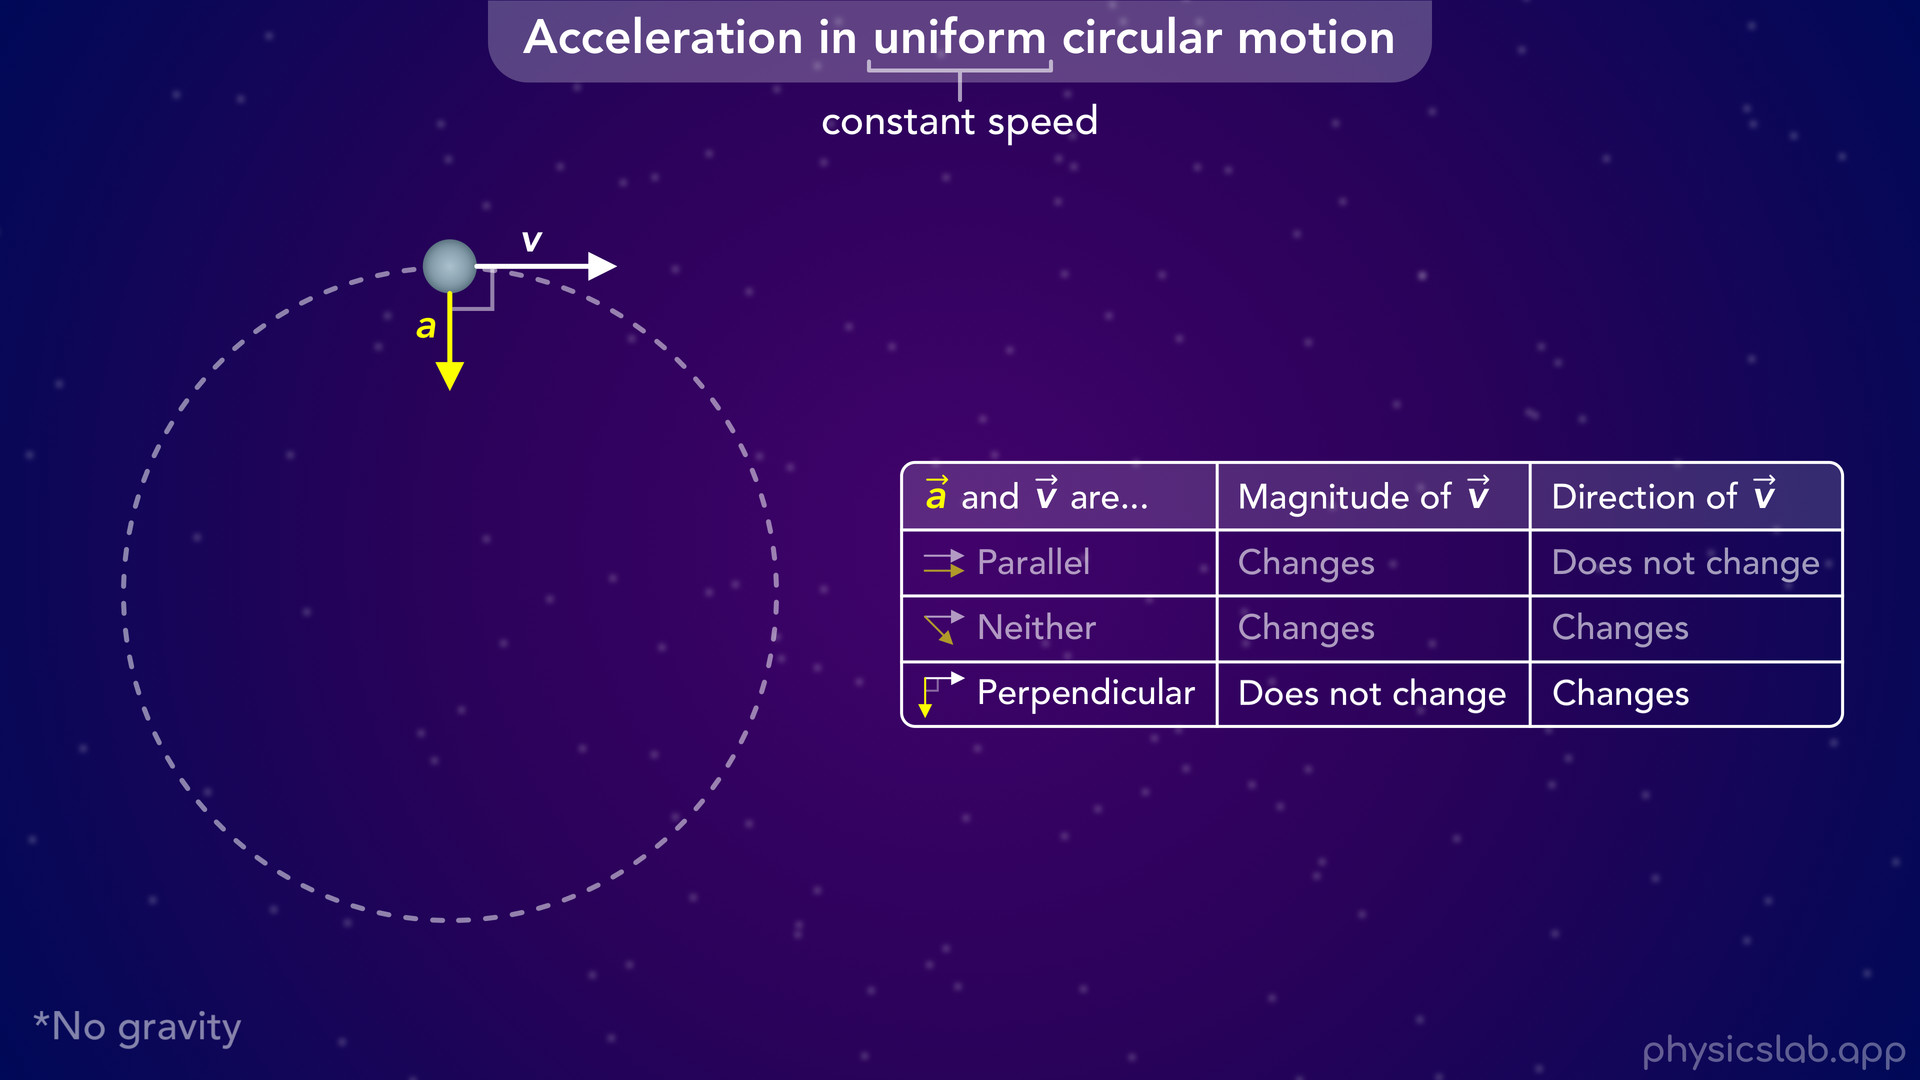 Acceleration in uniform circular motion
constant speed
v
a
a and v are... Magnitude of v Direction of v
Parallel Changes Does not change
Neither Changes Changes
Perpendicular Does not change Changes
*No gravity
physicslab.app